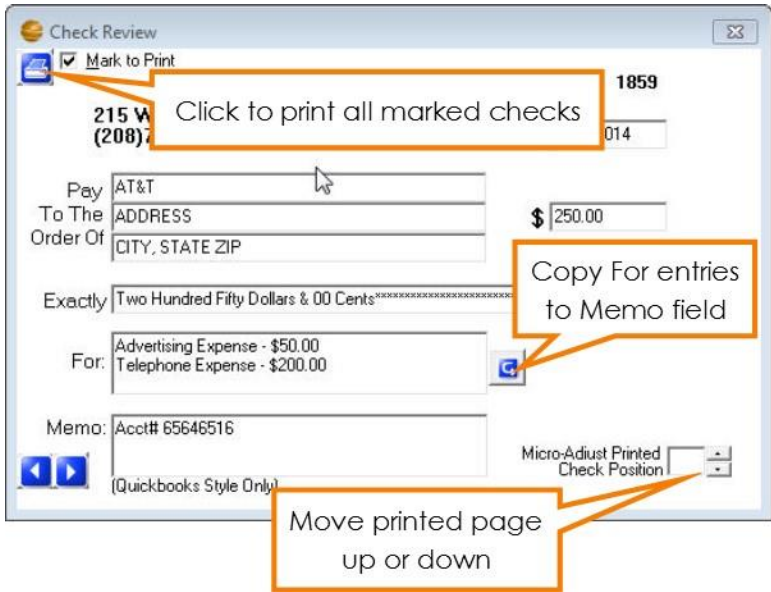 Check Review
Mark to Print
Click to print all marked checks
1859
215 W
(208)7
014
Pay
To The
Order Of
AT&T
ADDRESS
CITY, STATE ZIP
$ 250.00
Copy For entries
to Memo field
Exactly Two Hundred Fifty Dollars & 00 Cents
For: Advertising Expense - $50.00
Telephone Expense - $200.00
Memo: Acct# 65646516
(Quickbooks Style Only)
Micro-Adjust Printed
Check Position
Move printed page
up or down